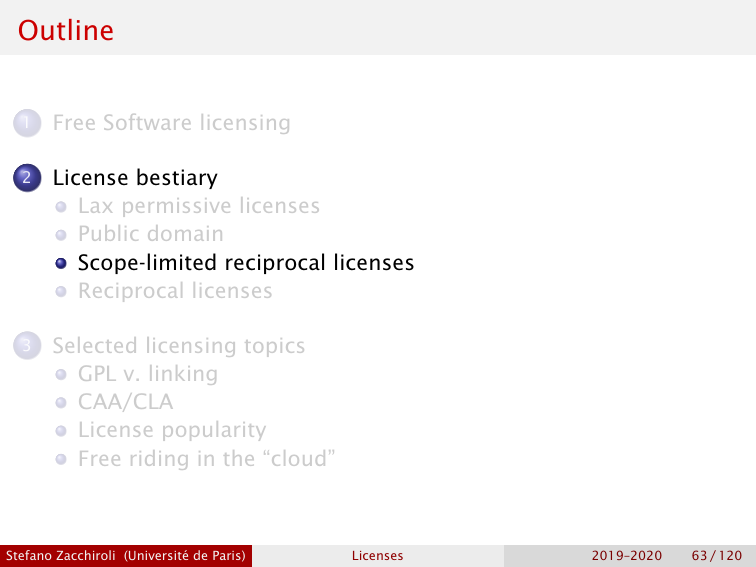 Outline
1 Free Software licensing
2 License bestiary
Lax permissive licenses
Public domain
Scope-limited reciprocal licenses
Reciprocal licenses
3 Selected licensing topics
GPL v. linking
CAA/CLA
License popularity
Free riding in the “cloud”
Stefano Zacchiroli (Université de Paris) Licenses 2019–2020 63 / 120